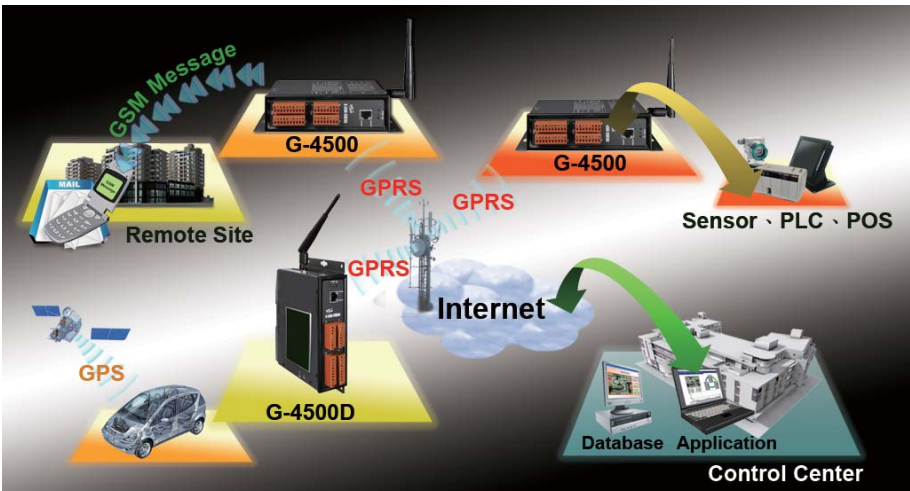 GSM Message
G-4500
G-4500
MAIL
Remote Site
GPRS
GPRS
Sensor、PLC、POS
GPRS
Internet
GPS
G-4500D
Database
Application
Control Center